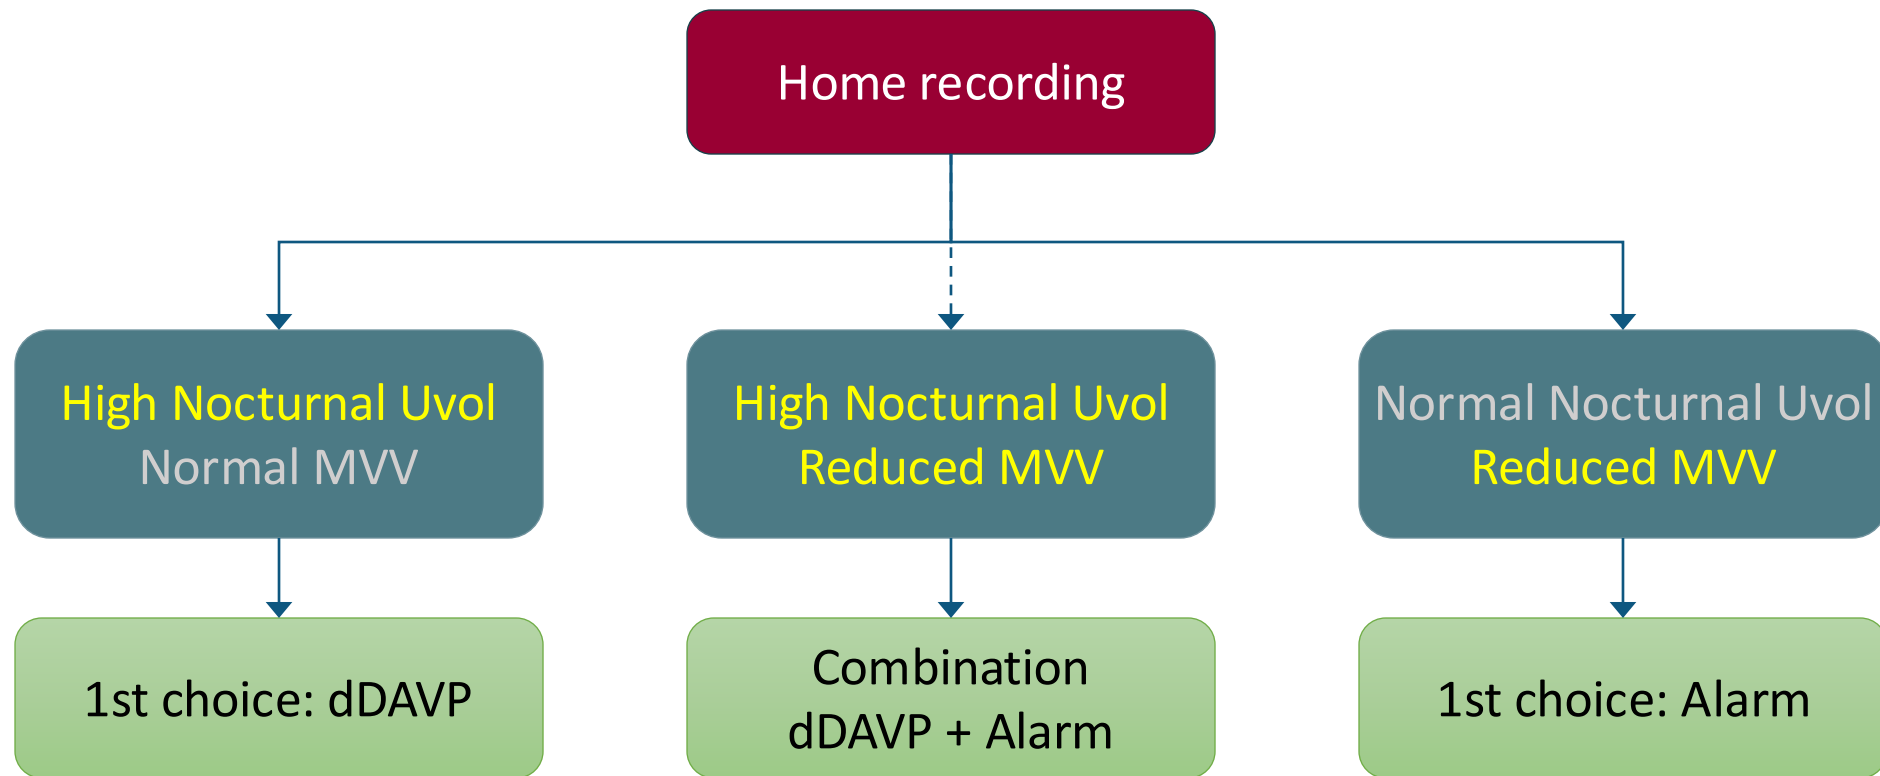 Home recording
High Nocturnal Uvol
Normal MVV
High Nocturnal Uvol
Reduced MVV
Normal Nocturnal Uvol
Reduced MVV
1st choice: dDAVP
Combination
dDAVP + Alarm
1st choice: Alarm